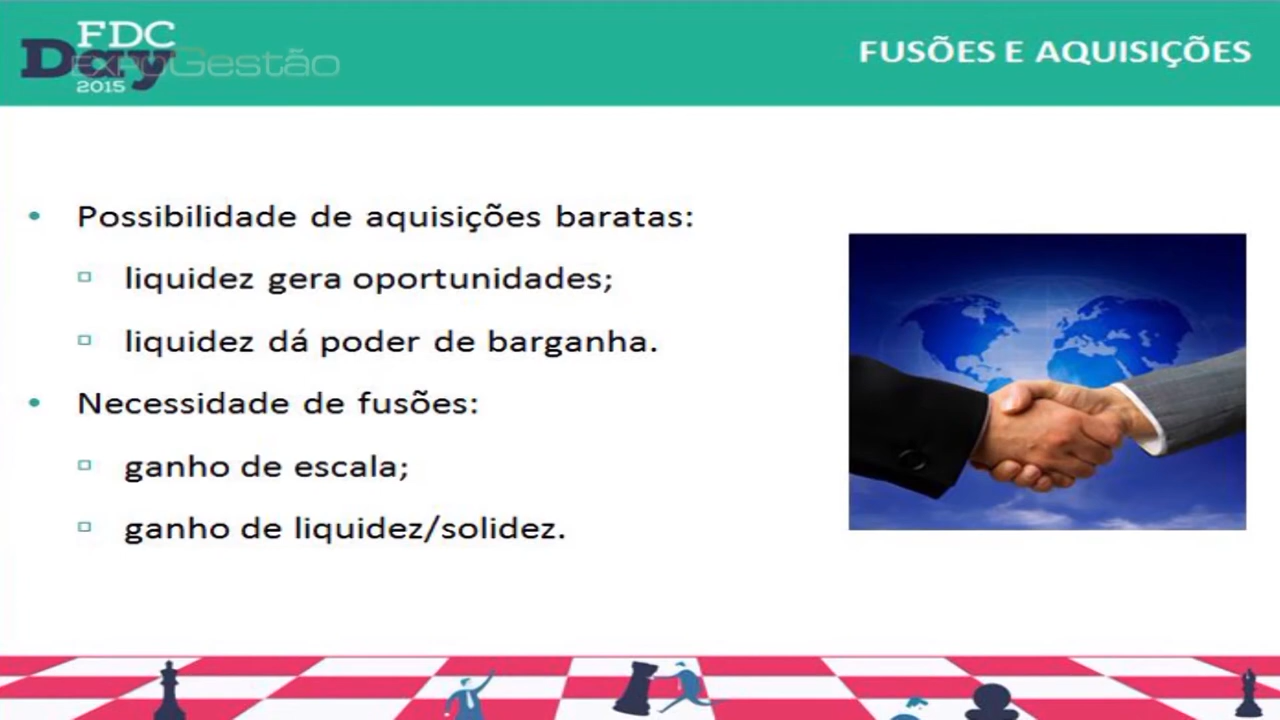 FDC
Day
2015
ExpoGestão
FUSÕES E AQUISIÇÕES
• Possibilidade de aquisições baratas:
▫ liquidez gera oportunidades;
▫ liquidez dá poder de barganha.
• Necessidade de fusões:
▫ ganho de escala;
▫ ganho de liquidez/solidez.